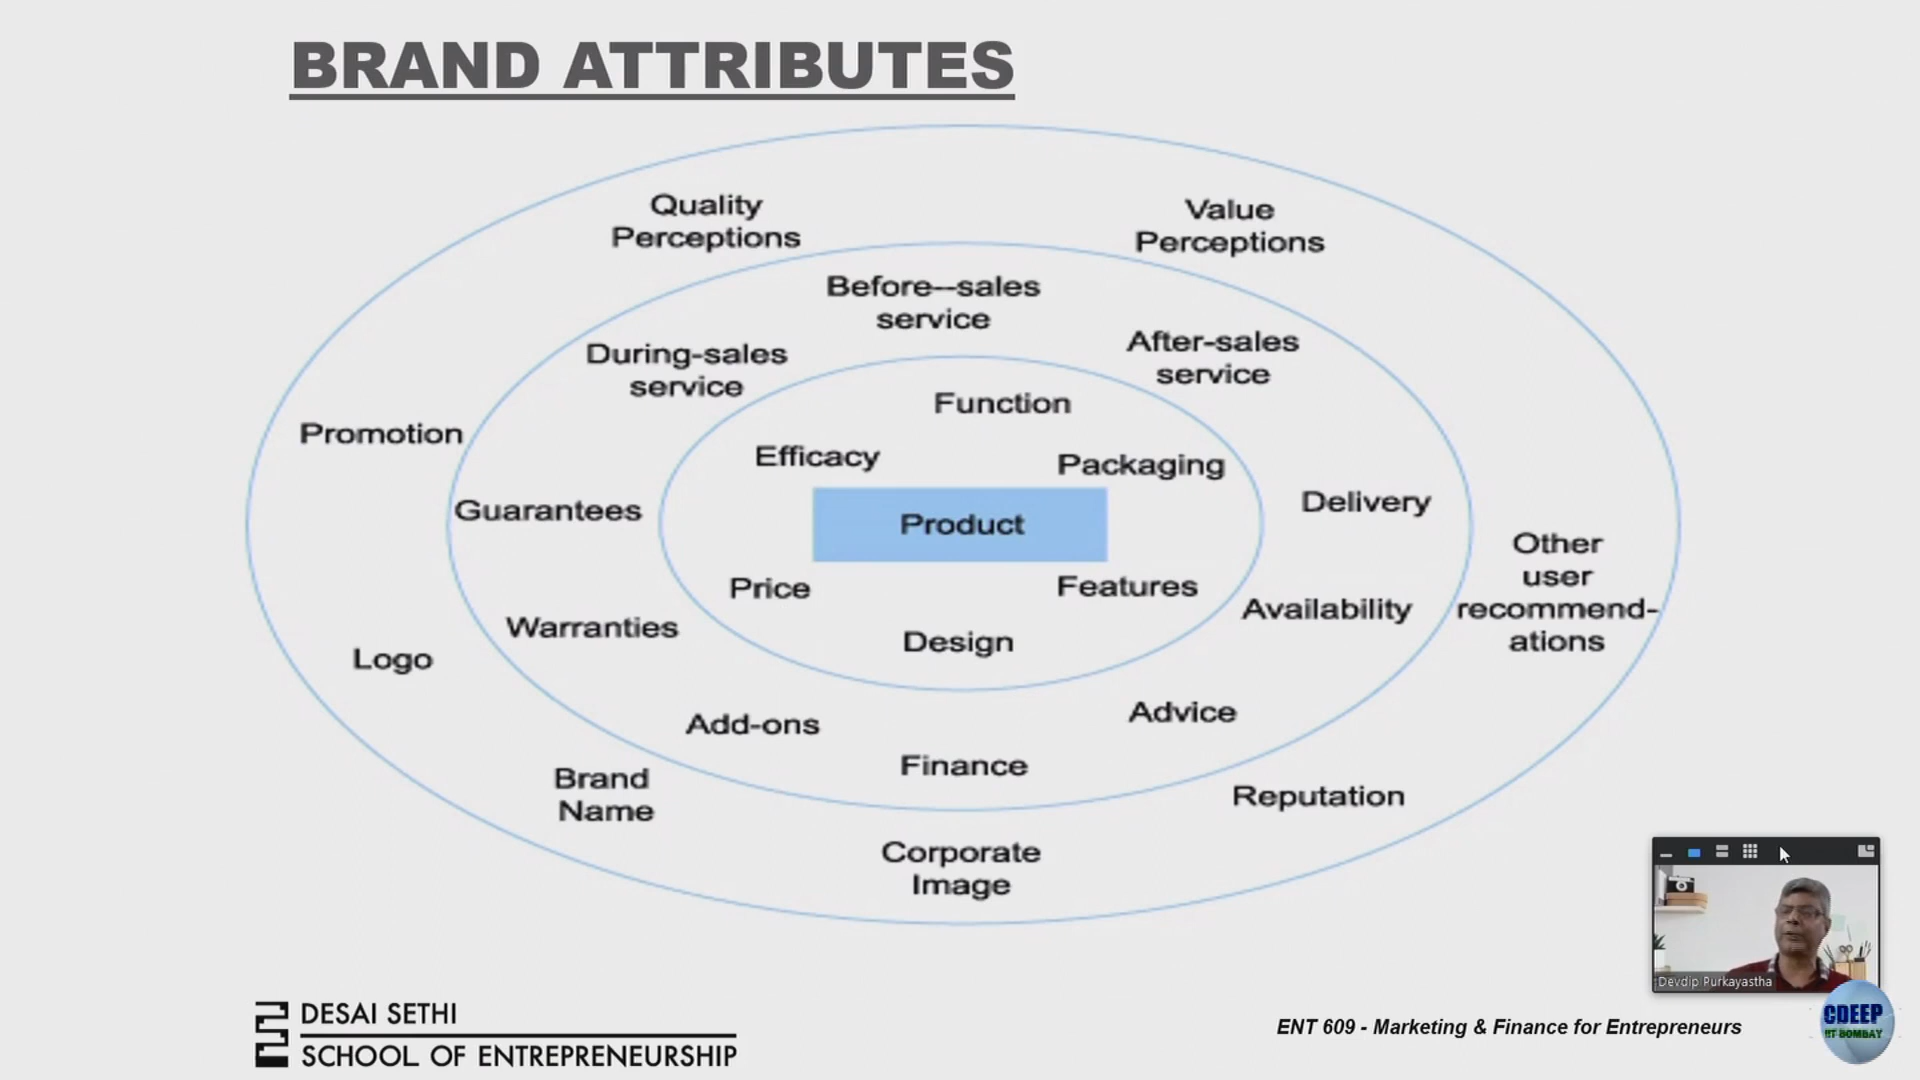 BRAND ATTRIBUTES
Quality
Perceptions
Value
Perceptions
Before--sales
service
During-sales
service
After-sales
service
Function
Promotion
Efficacy
Packaging
Guarantees
Product
Delivery
Other
user
recommend-
ations
Price
Features
Availability
Warranties
Design
Logo
Add-ons
Advice
Finance
Brand
Name
Reputation
Corporate
Image
Devdip Purkayastha
DESAI SETHI
SCHOOL OF ENTREPRENEURSHIP
ENT 609 - Marketing & Finance for Entrepreneurs
CDEEP
IIT BOMBAY